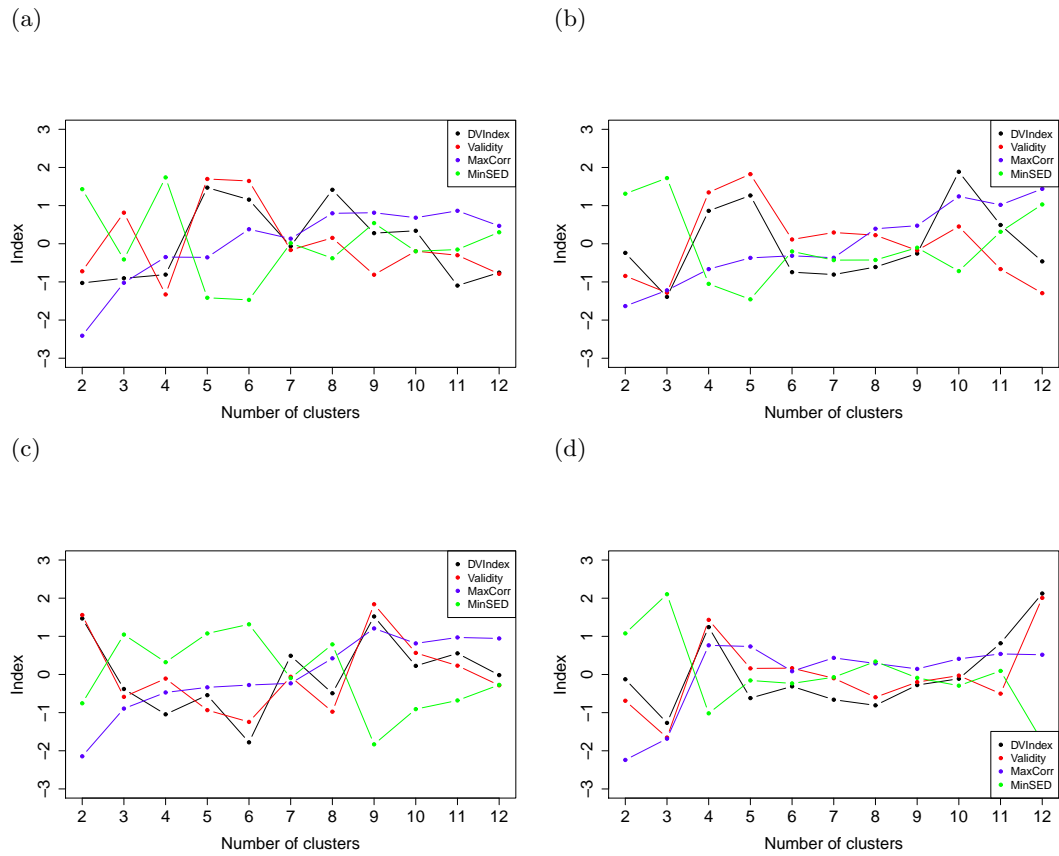 (a)
3
2
1
0
−1
−2
−3
Index
DVIndex
Validity
MaxCorr
MinSED
2 3 4 5 6 7 8 9 10 11 12
Number of clusters
(b)
3
2
1
0
−1
−2
−3
Index
DVIndex
Validity
MaxCorr
MinSED
2 3 4 5 6 7 8 9 10 11 12
Number of clusters
(c)
3
2
1
0
−1
−2
−3
Index
DVIndex
Validity
MaxCorr
MinSED
2 3 4 5 6 7 8 9 10 11 12
Number of clusters
(d)
3
2
1
0
−1
−2
−3
Index
DVIndex
Validity
MaxCorr
MinSED
2 3 4 5 6 7 8 9 10 11 12
Number of clusters